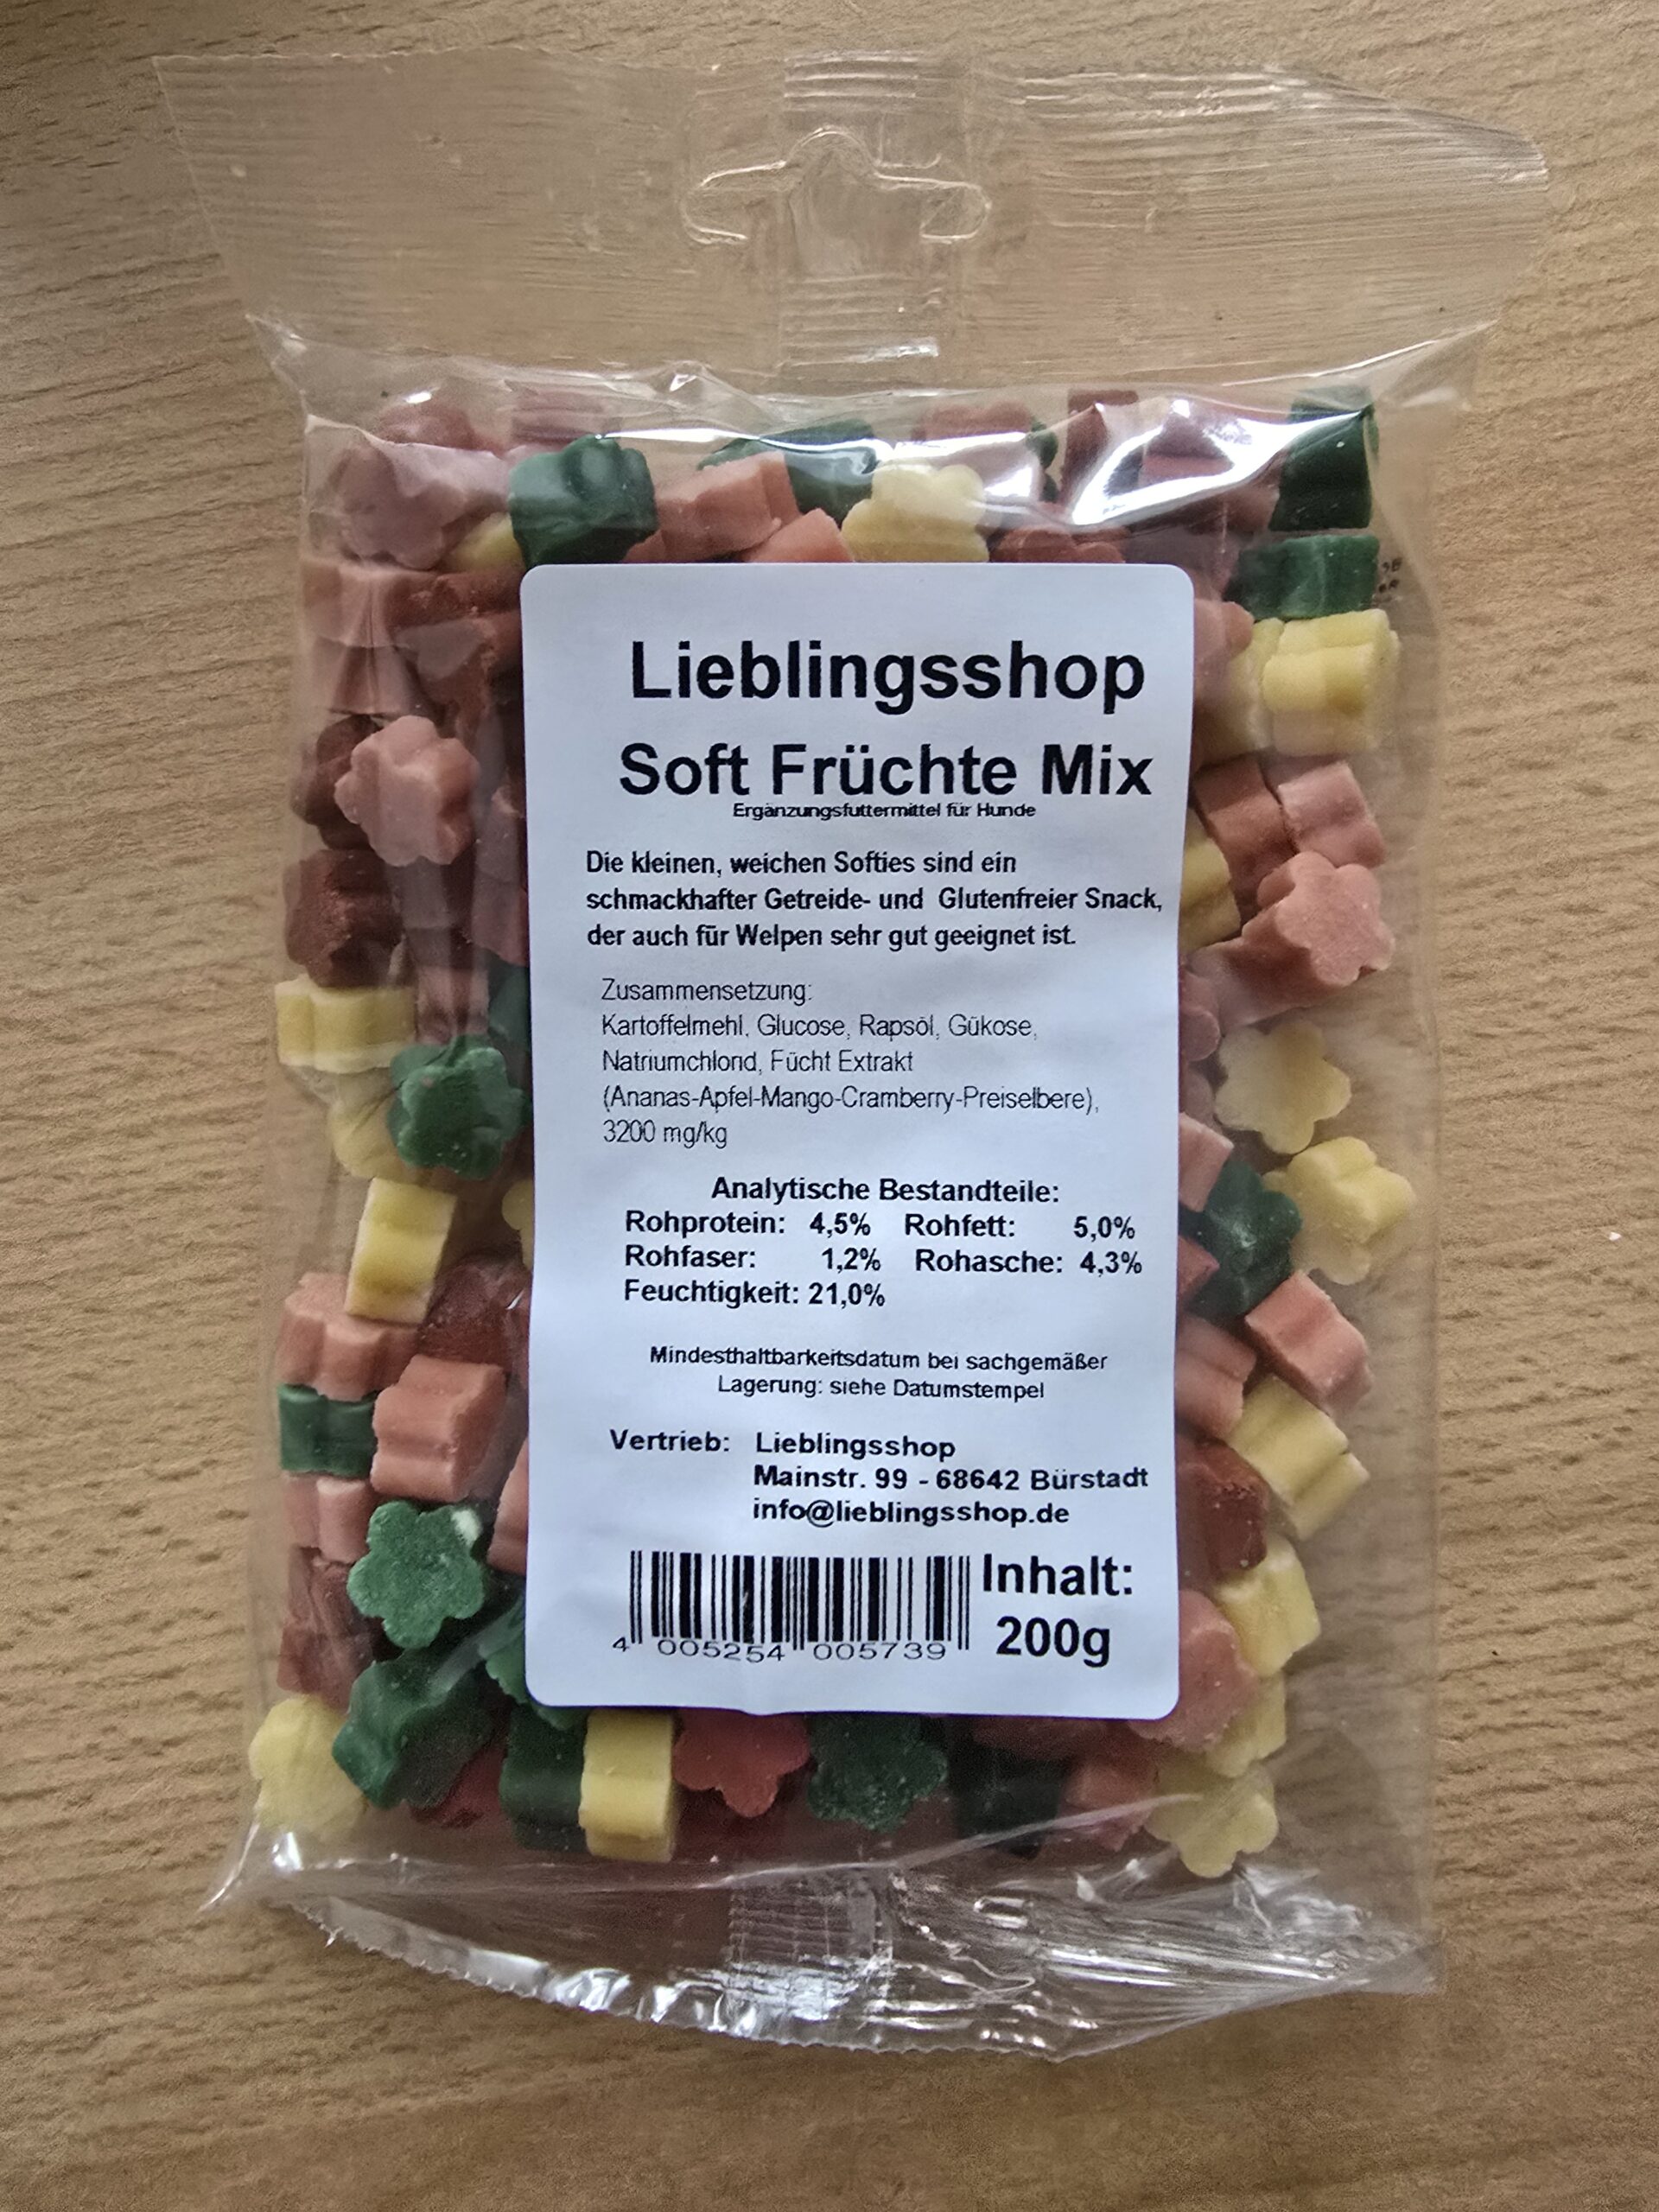 Lieblingsshop
Soft Früchte Mix
Ergänzungsfuttermittel für Hunde
Die kleinen, weichen Softies sind ein
schmackhafter Getreide- und Glutenfreier Snack,
der auch für Welpen sehr gut geeignet ist.
Zusammensetzung:
Kartoffelmehl, Glucose, Rapsöl, Gükose,
Natriumchlorid, Fücht Extrakt
(Ananas-Apfel-Mango-Cramberry-Preiselbere),
3200 mg/kg
Analytische Bestandteile:
Rohprotein: 4,5% Rohfett: 5,0%
Rohfaser: 1,2% Rohasche: 4,3%
Feuchtigkeit: 21,0%
Mindesthaltbarkeitsdatum bei sachgemäßer
Lagerung: siehe Datumstempel
Vertrieb: Lieblingsshop
Mainstr. 99 - 68642 Bürstadt
info@lieblingsshop.de
Inhalt:
200g
4 005254 005739